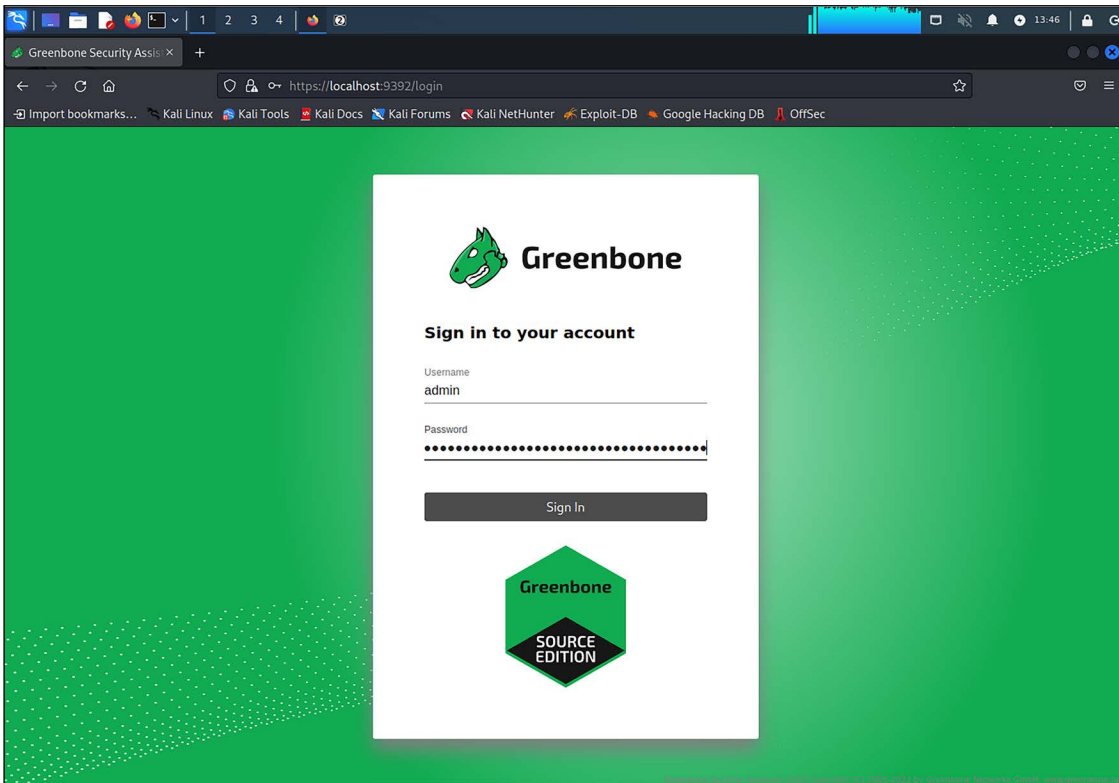 1 2 3 4
13:46
Greenbone Security Assist
https://localhost:9392/login
Import bookmarks... Kali Linux Kali Tools Kali Docs Kali Forums Kali NetHunter Exploit-DB Google Hacking DB OffSec
Greenbone
Sign in to your account
Username
admin
Password
Sign In
Greenbone
SOURCE
EDITION